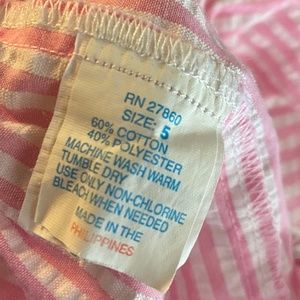 RN 27860
SIZE: 5
60% COTTON
40% POLYESTER
MACHINE WASH WARM
TUMBLE DRY
USE ONLY NON-CHLORINE
BLEACH WHEN NEEDED
MADE IN THE
PHILIPPINES